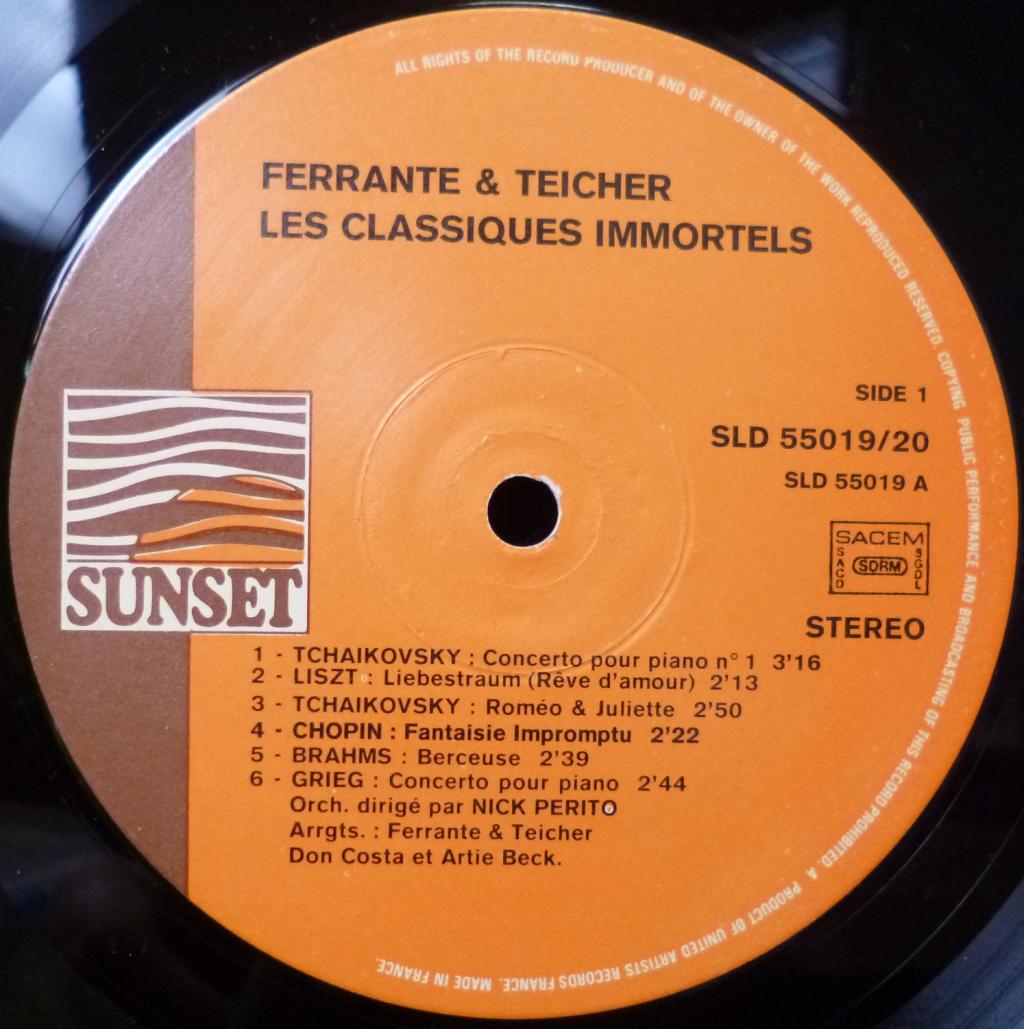 ALL RIGHTS OF THE RECORD PRODUCER AND OF THE OWNER OF THE WORK REPRODUCED RESERVED. COPYING PUBLIC PERFORMANCE AND BROADCASTING OF THIS RECORD PROHIBITED. A PRODUCT OF UNITED ARTISTS RECORDS FRANCE. MADE IN FRANCE.
FERRANTE & TEICHER
LES CLASSIQUES IMMORTELS
SIDE 1
SLD 55019/20
SLD 55019 A
SACEM
SACD
SDRM
SGDL
STEREO
SUNSET
1 - TCHAIKOVSKY : Concerto pour piano n° 1 3'16
2 - LISZT : Liebestraum (Rêve d'amour) 2'13
3 - TCHAIKOVSKY : Roméo & Juliette 2'50
4 - CHOPIN : Fantaisie Impromptu 2'22
5 - BRAHMS : Berceuse 2'39
6 - GRIEG : Concerto pour piano 2'44
Orch. dirigé par NICK PERITO
Arrgts. : Ferrante & Teicher
Don Costa et Artie Beck.